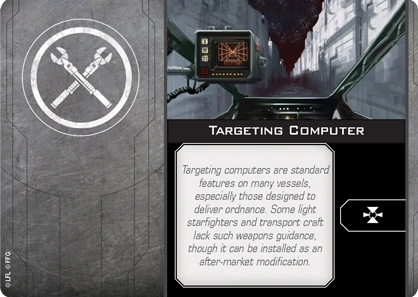 Targeting Computer
Targeting computers are standard
features on many vessels,
especially those designed to
deliver ordnance. Some light
starfighters and transport craft
lack such weapons guidance,
though it can be installed as an
after-market modification.
© LFL © FFG